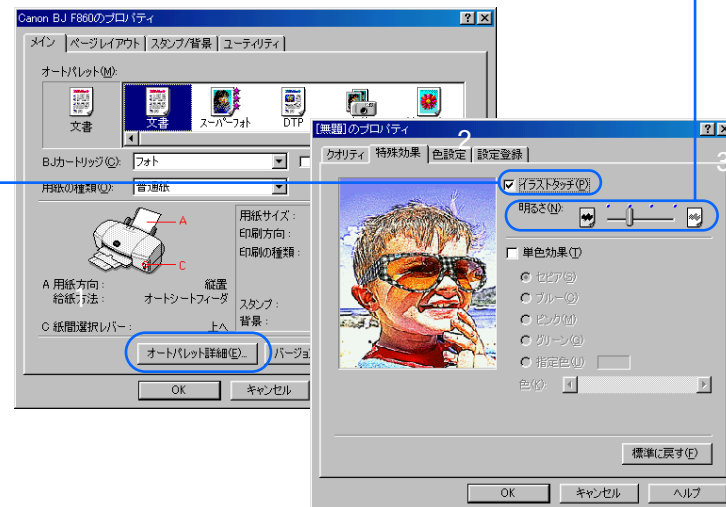 Canon BJ F860のプロパティ
メイン ページレイアウト スタンプ/背景 ユーティリティ
オートパレット(M):
文書 文書 スーパーフォト DTP
BJカートリッジ(C): フォト
用紙の種類(O): 普通紙
A
C
用紙サイズ :
印刷方向 :
印刷の種類 :
A 用紙方向 : 縦置
給紙方法 : オートシートフィーダ
スタンプ :
C 紙間選択レバー : 上へ
背景 :
オートパレット詳細(E)...
バージョ
OK キャンセル
1
[無題]のプロパティ
2
クオリティ 特殊効果 色設定 設定登録
3
イラストタッチ(P)
明るさ(N):
単色効果(T)
セピア(S)
ブルー(Q)
ピンク(M)
グリーン(G)
指定色(U)
色(K):
標準に戻す(F)
OK キャンセル ヘルプ